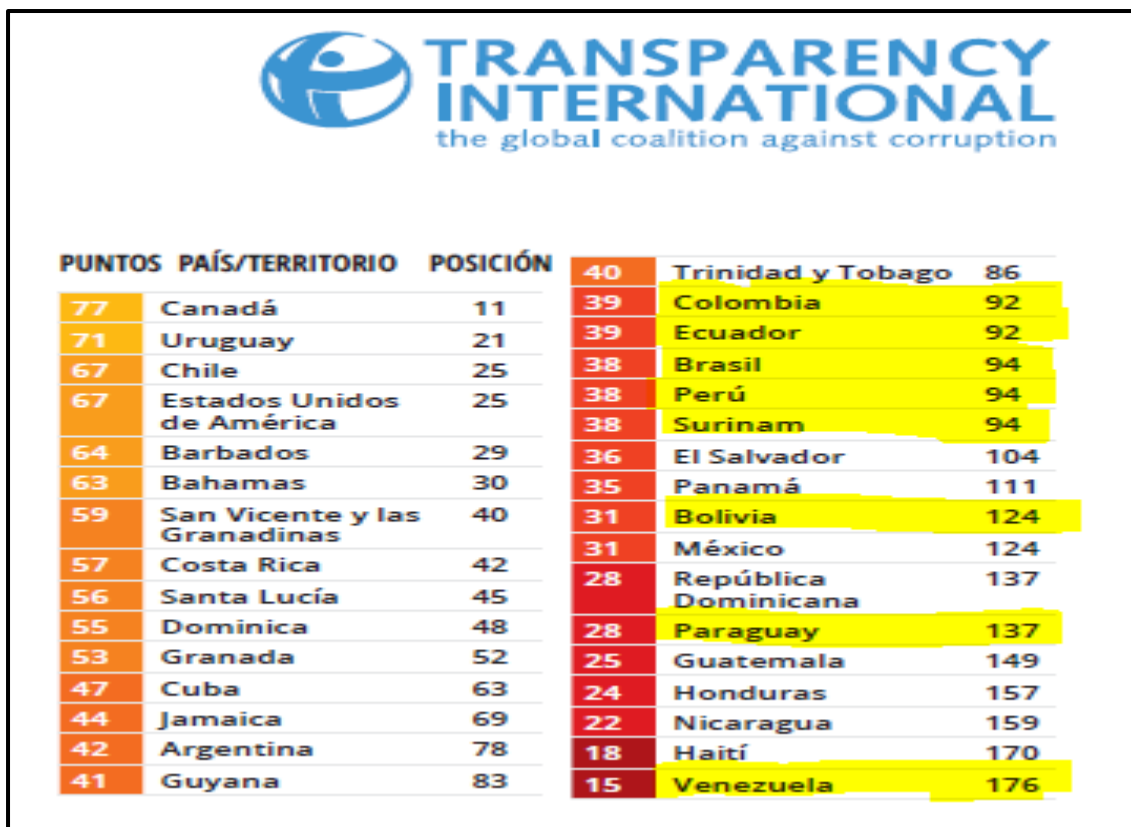 TRANSPARENCY
INTERNATIONAL
the global coalition against corruption
PUNTOS PAÍS/TERRITORIO POSICIÓN
77 Canadá 11
71 Uruguay 21
67 Chile 25
67 Estados Unidos 25
de América
64 Barbados 29
63 Bahamas 30
59 San Vicente y las 40
Granadinas
57 Costa Rica 42
56 Santa Lucía 45
55 Dominica 48
53 Granada 52
47 Cuba 63
44 Jamaica 69
42 Argentina 78
41 Guyana 83
40 Trinidad y Tobago 86
39 Colombia 92
39 Ecuador 92
38 Brasil 94
38 Perú 94
38 Surinam 94
36 El Salvador 104
35 Panamá 111
31 Bolivia 124
31 México 124
28 República 137
Dominicana
28 Paraguay 137
25 Guatemala 149
24 Honduras 157
22 Nicaragua 159
18 Haití 170
15 Venezuela 176